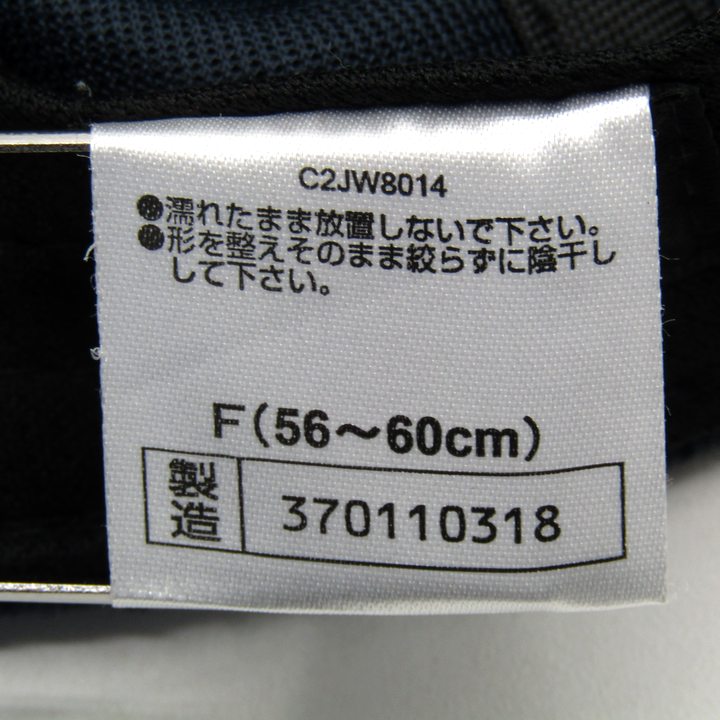 C2JW8014
●濡れたまま放置しないで下さい。
●形を整えそのまま絞らずに陰干し
して下さい。
F(56～60cm)
製造 370110318